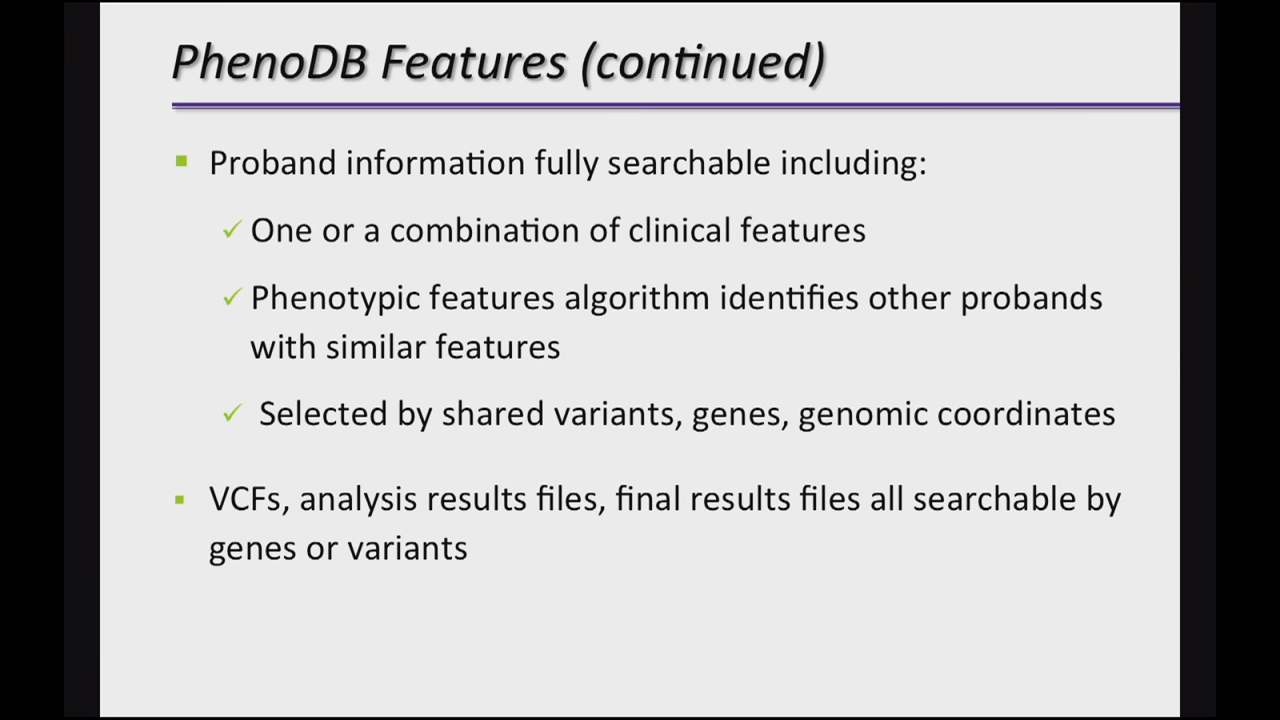 PhenoDB Features (continued)
Proband information fully searchable including:
One or a combination of clinical features
Phenotypic features algorithm identifies other probands
with similar features
Selected by shared variants, genes, genomic coordinates
VCFs, analysis results files, final results files all searchable by
genes or variants